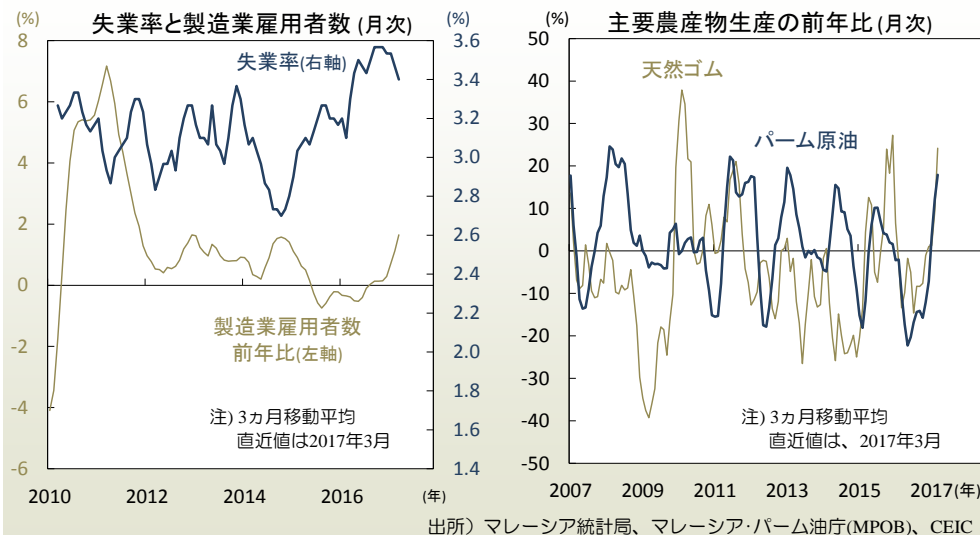 失業率と製造業雇用者数 (月次)
(%)
(%)
8
6
4
2
0
-2
-4
-6
3.6
3.4
3.2
3.0
2.8
2.6
2.4
2.2
2.0
1.8
1.6
1.4
失業率(右軸)
製造業雇用者数
前年比(左軸)
注) 3ヵ月移動平均
直近値は2017年3月
2010 2012 2014 2016 (年)
主要農産物生産の前年比 (月次)
(%)
50
40
30
20
10
0
-10
-20
-30
-40
-50
天然ゴム
パーム原油
注) 3ヵ月移動平均
直近値は、2017年3月
2007 2009 2011 2013 2015 2017(年)
出所）マレーシア統計局、マレーシア・パーム油庁(MPOB)、CEIC